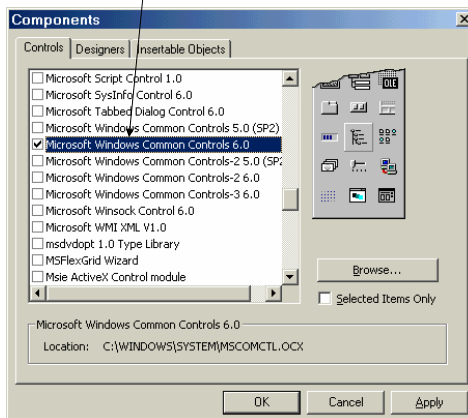 Components
Controls Designers Insertable Objects
Microsoft Script Control 1.0
Microsoft SysInfo Control 6.0
Microsoft Tabbed Dialog Control 6.0
Microsoft Windows Common Controls 5.0 (SP2)
Microsoft Windows Common Controls 6.0
Microsoft Windows Common Controls-2 5.0 (SP2
Microsoft Windows Common Controls-2 6.0
Microsoft Windows Common Controls-3 6.0
Microsoft Winsock Control 6.0
Microsoft WMI XML V1.0
msdvdopt 1.0 Type Library
MSFlexGrid Wizard
Msie ActiveX Control module
OLE
Browse...
Selected Items Only
Microsoft Windows Common Controls 6.0
Location: C:\WINDOWS\SYSTEM\MSCOMCTL.OCX
OK Cancel Apply